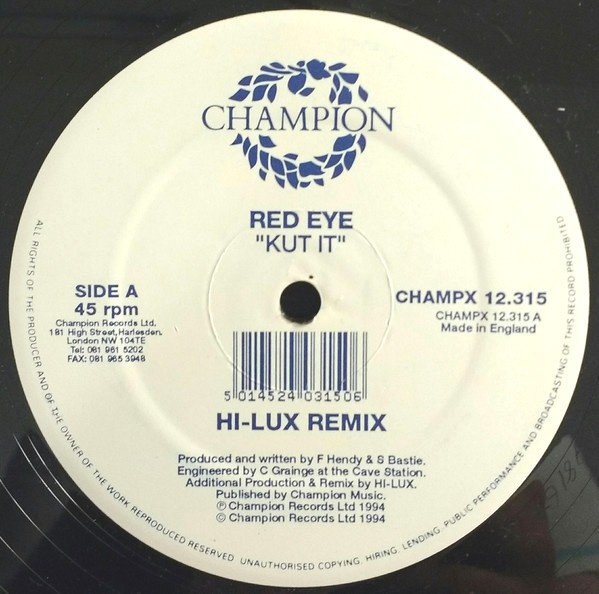 CHAMPION
RED EYE
"KUT IT"
SIDE A
45 rpm
Champion Records Ltd.
181 High Street, Harlesden.
London NW 104TE
Tel: 081 961 5202
FAX: 081 965 3948
CHAMPX 12.315
CHAMPX 12.315 A
Made in England
5 014524 031506
HI-LUX REMIX
Produced and written by F Hendy & S Bastie.
Engineered by C Grainge at the Cave Station.
Additional Production & Remix by HI-LUX.
Published by Champion Music.
Ⓟ Champion Records Ltd 1994
© Champion Records Ltd 1994
ALL RIGHTS OF THE PRODUCER AND OF THE OWNER OF THE WORK REPRODUCED RESERVED. UNAUTHORISED COPYING, HIRING, LENDING, PUBLIC PERFORMANCE AND BROADCASTING OF THIS RECORD PROHIBITED